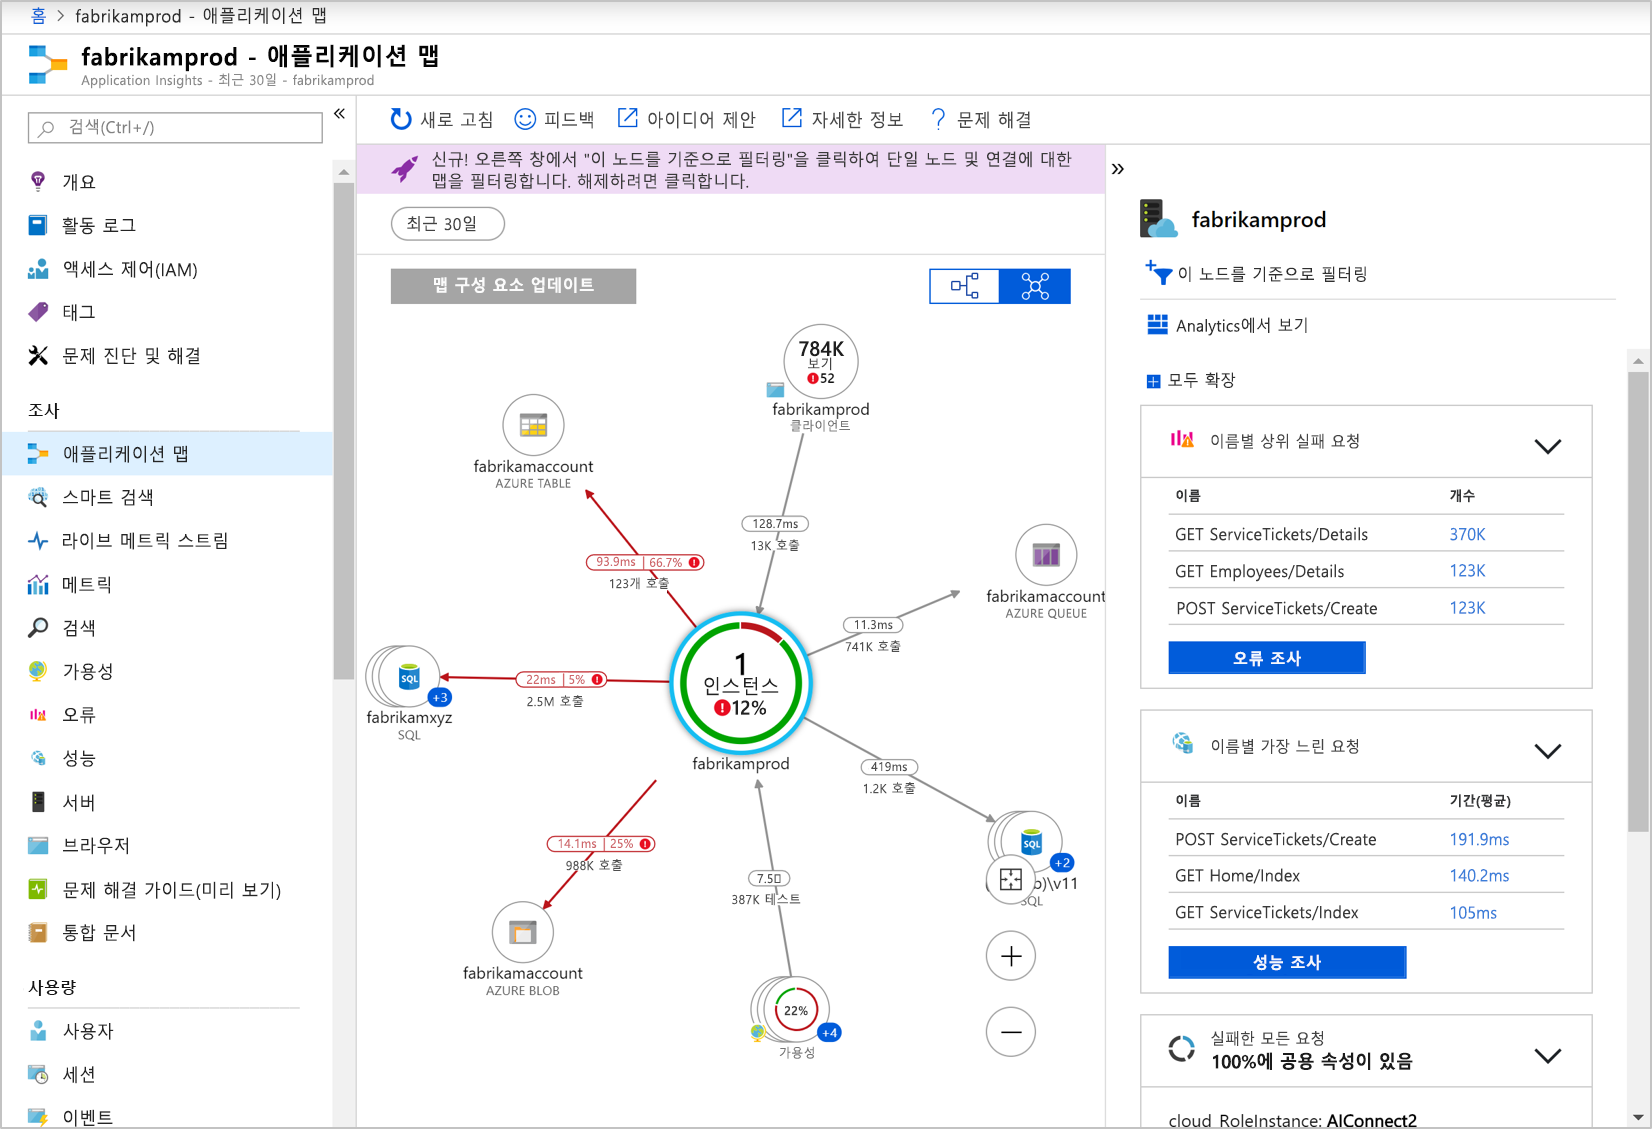 홈 > fabrikamprod - 애플리케이션 맵
fabrikamprod - 애플리케이션 맵
Application Insights - 최근 30일 - fabrikamprod
검색(Ctrl+/)
«
개요
활동 로그
액세스 제어(IAM)
태그
문제 진단 및 해결
조사
애플리케이션 맵
스마트 검색
라이브 메트릭 스트림
메트릭
검색
가용성
오류
성능
서버
브라우저
문제 해결 가이드(미리 보기)
통합 문서
사용량
사용자
세션
이벤트
새로 고침
피드백
아이디어 제안
자세한 정보
? 문제 해결
신규! 오른쪽 창에서 "이 노드를 기준으로 필터링"을 클릭하여 단일 노드 및 연결에 대한
맵을 필터링합니다. 해제하려면 클릭합니다.
최근 30일
맵 구성 요소 업데이트
784K
보기
52
fabrikamprod
클라이언트
fabrikamaccount
AZURE TABLE
128.7ms
13K 호출
93.9ms | 66.7%
123개 호출
fabrikamaccount
AZURE QUEUE
11.3ms
741K 호출
SQL
+3
fabrikamxyz
SQL
22ms | 5%
2.5M 호출
1
인스턴스
12%
fabrikamprod
419ms
1.2K 호출
14.1ms | 25%
988K 호출
SQL
+2
b)\v11
SQL
7.5
387K 테스트
fabrikamaccount
AZURE BLOB
22%
+4
가용성
»
fabrikamprod
이 노드를 기준으로 필터링
Analytics에서 보기
모두 확장
이름별 상위 실패 요청
이름 개수
GET ServiceTickets/Details 370K
GET Employees/Details 123K
POST ServiceTickets/Create 123K
오류 조사
이름별 가장 느린 요청
이름 기간(평균)
POST ServiceTickets/Create 191.9ms
GET Home/Index 140.2ms
GET ServiceTickets/Index 105ms
성능 조사
실패한 모든 요청
100%에 공용 속성이 있음
cloud_RoleInstance: AIConnect2